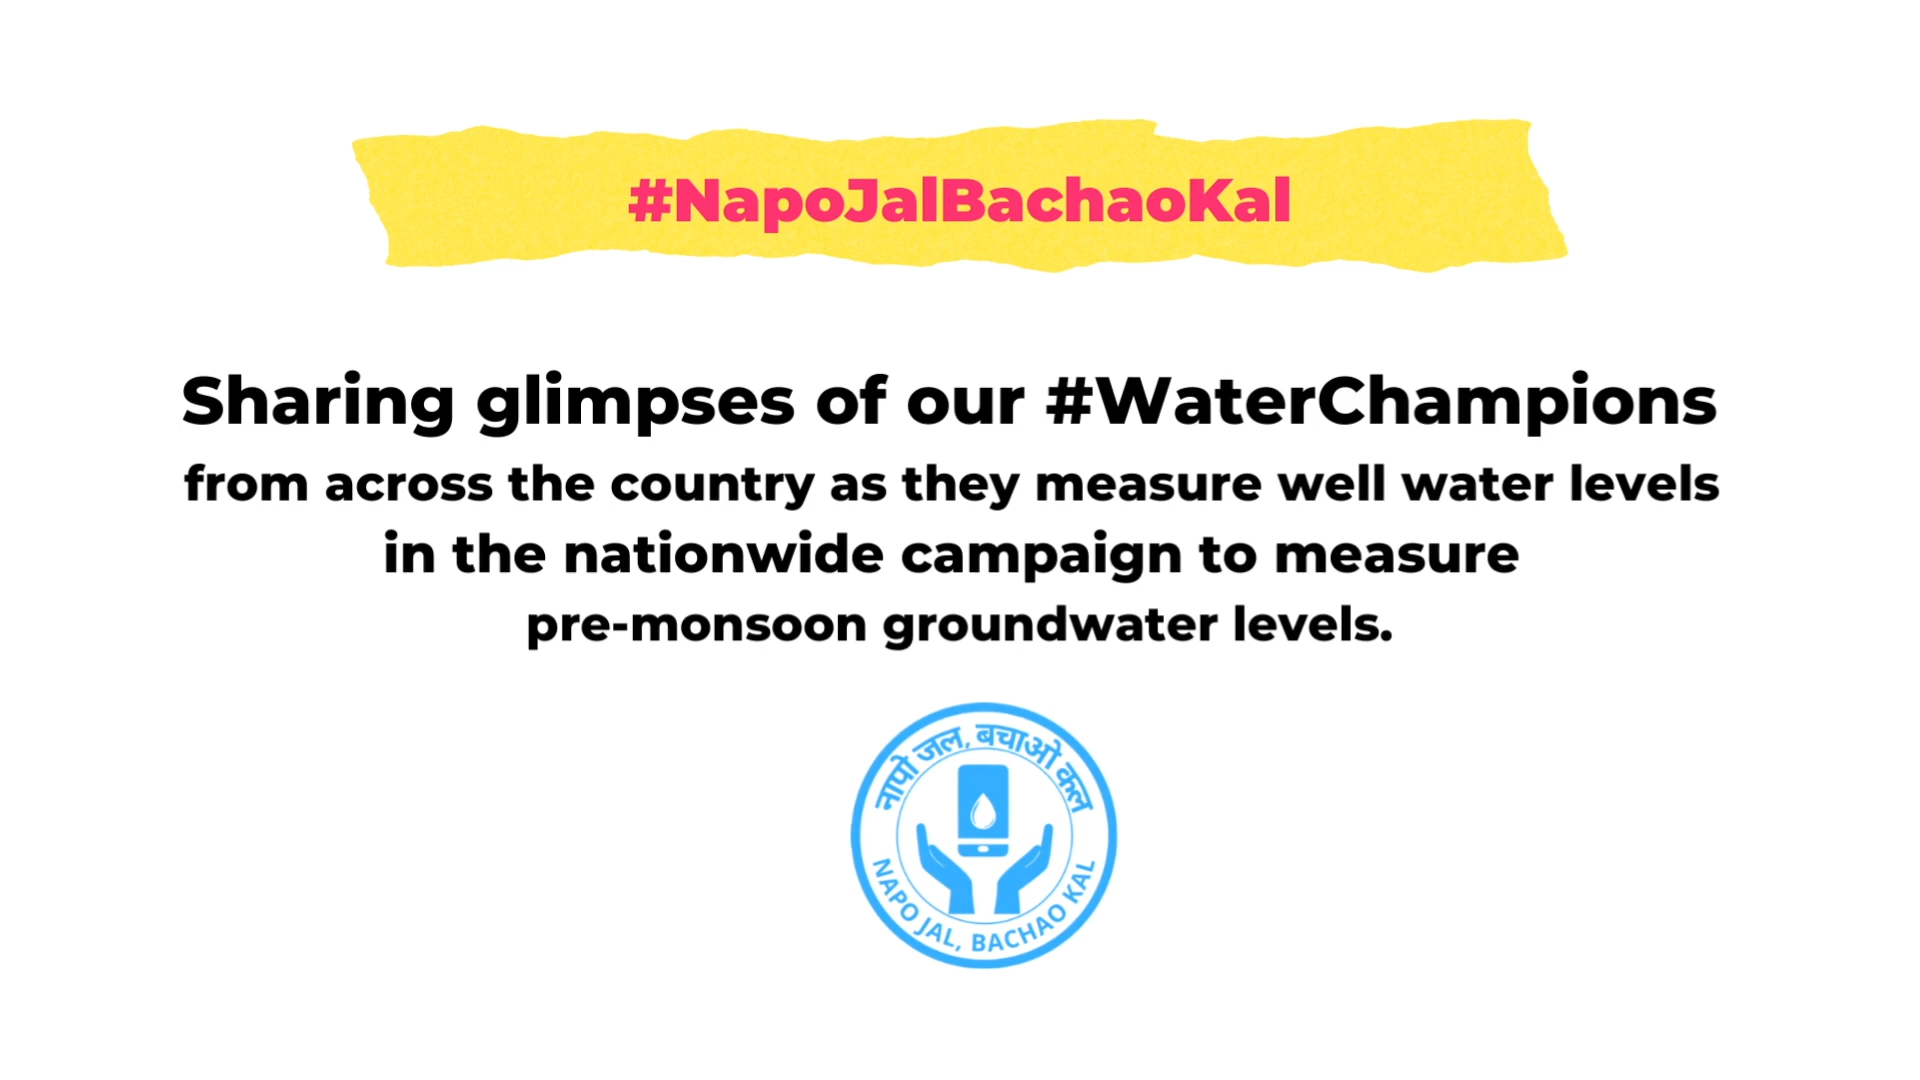 #NapoJalBachaoKal
Sharing glimpses of our #WaterChampions
from across the country as they measure well water levels
in the nationwide campaign to measure
pre-monsoon groundwater levels.
नापो जल, बचाओ कल
NAPO JAL, BACHAO KAL